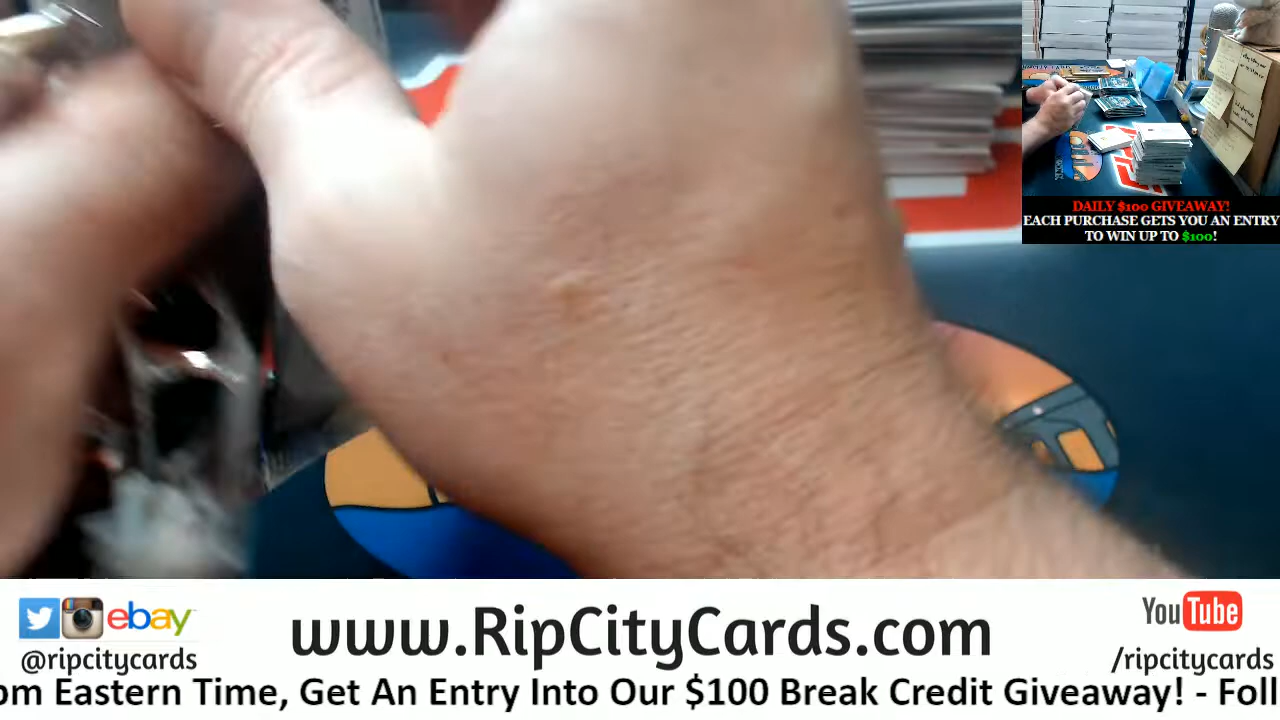 DAILY $100 GIVEAWAY!
EACH PURCHASE GETS YOU AN ENTRY
TO WIN UP TO $100!
ebay
@ripcitycards
www.RipCityCards.com
YouTube
/ripcitycards
om Eastern Time, Get An Entry Into Our $100 Break Credit Giveaway! - Foll